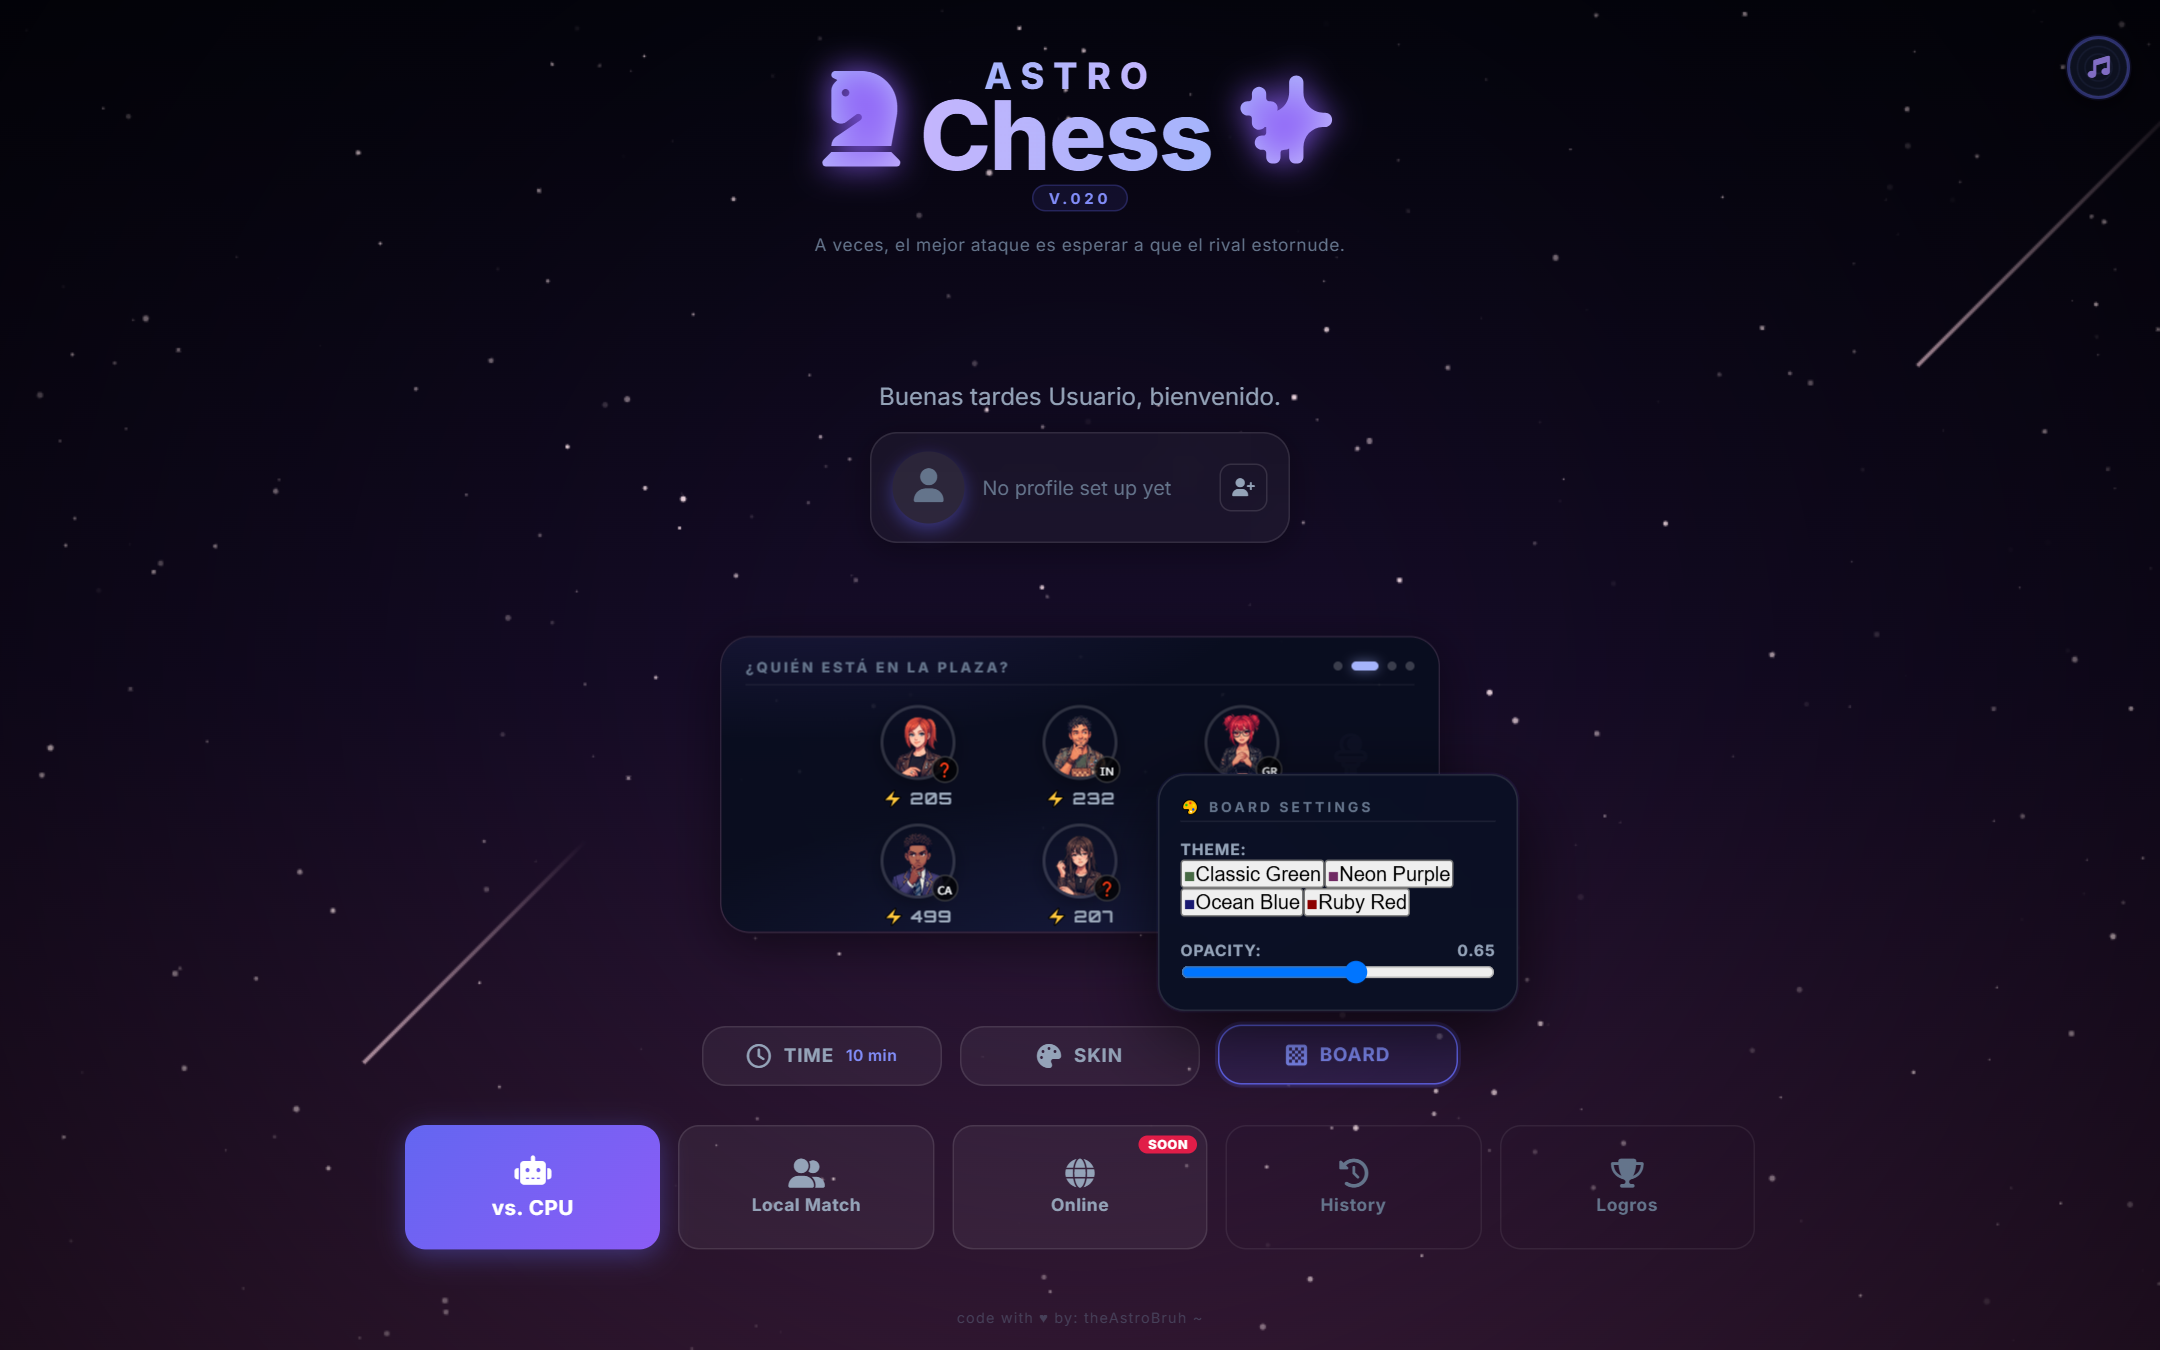 ASTRO
Chess
V.020
A veces, el mejor ataque es esperar a que el rival estornude.
Buenas tardes Usuario, bienvenido.
No profile set up yet
¿QUIÉN ESTÁ EN LA PLAZA?
❓ IN GR
⚡ 205 ⚡ 232
CA ❓
⚡ 499 ⚡ 207
BOARD SETTINGS
THEME:
Classic Green Neon Purple
Ocean Blue Ruby Red
OPACITY: 0.65
TIME 10 min SKIN BOARD
SOON
vs. CPU Local Match Online History Logros
code with ♥ by: theAstroBruh ~